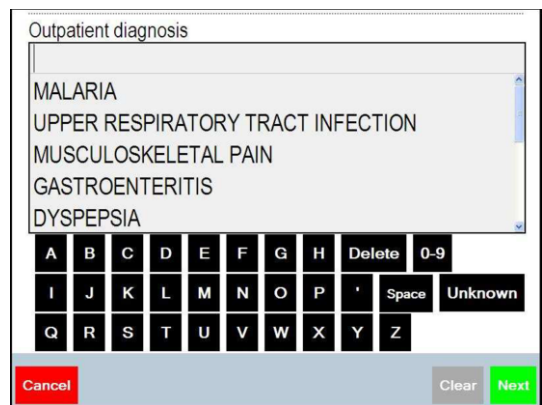 Outpatient diagnosis
MALARIA
UPPER RESPIRATORY TRACT INFECTION
MUSCULOSKELETAL PAIN
GASTROENTERITIS
DYSPEPSIA
A B C D E F G H Delete 0-9
I J K L M N O P ' Space Unknown
Q R S T U V W X Y Z
Cancel Clear Next